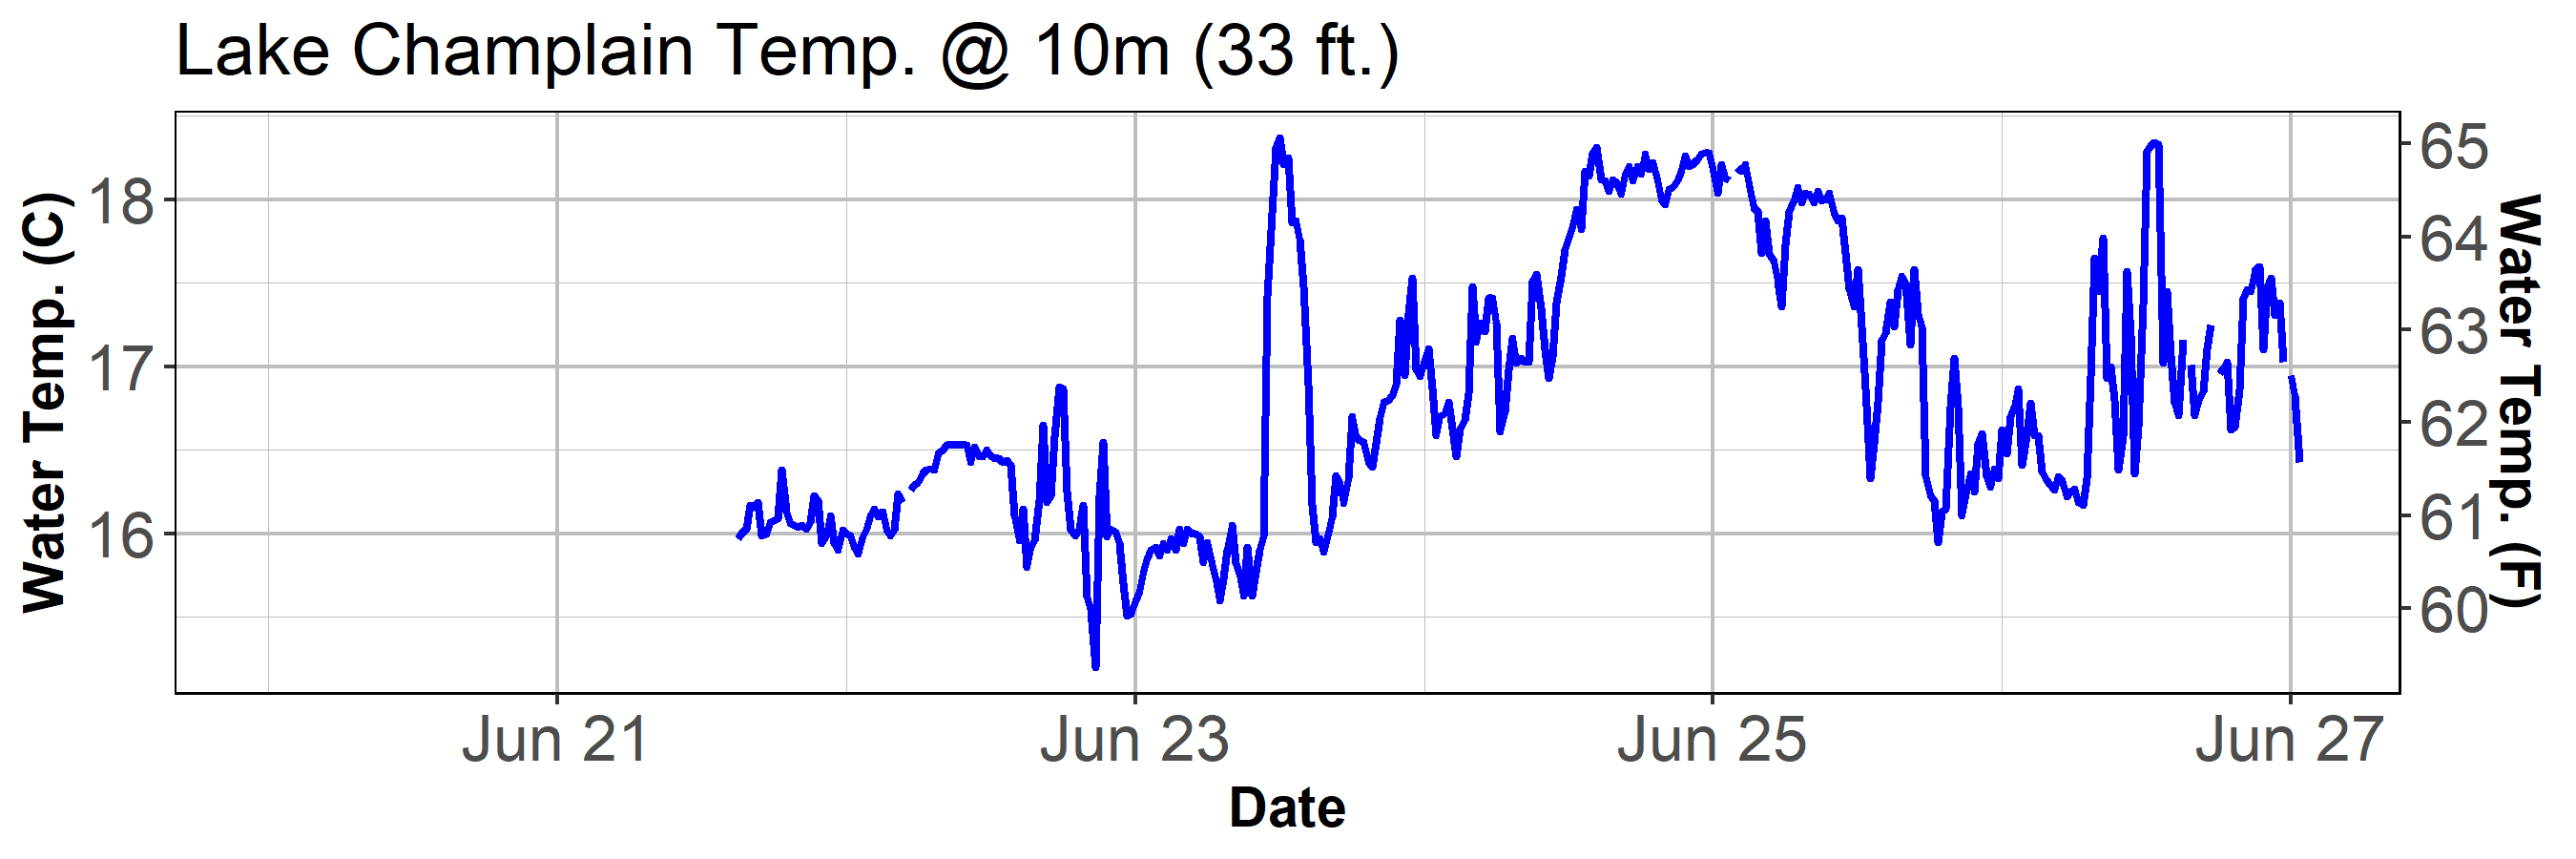 Lake Champlain Temp. @ 10m (33 ft.)
Water Temp. (C)
18
17
16
65
64
63
62
61
60
Water Temp. (F)
Jun 21
Jun 23
Jun 25
Jun 27
Date